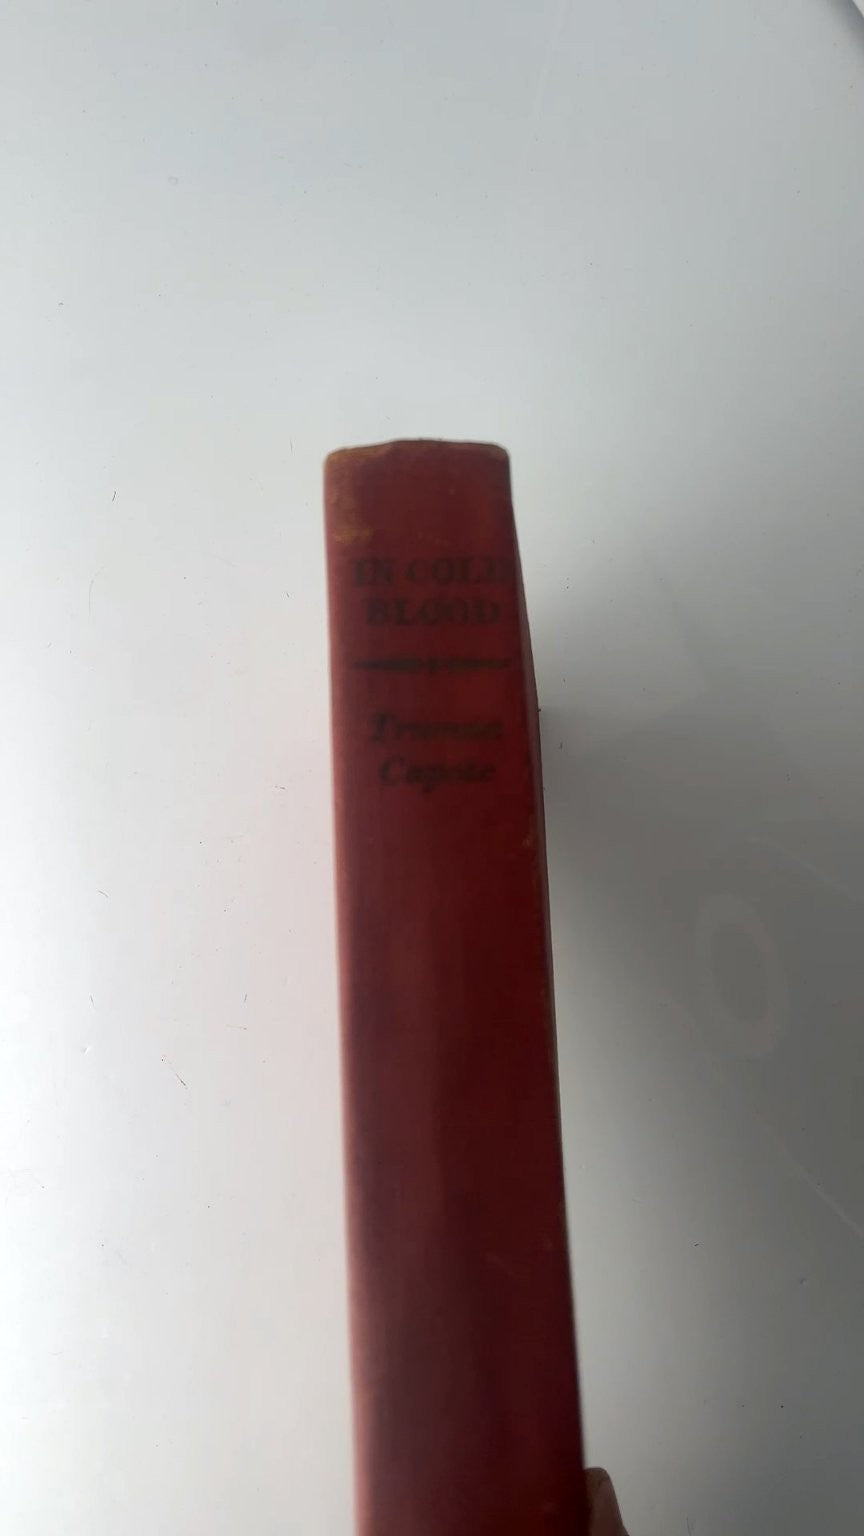 IN COLD
BLOOD
Truman
Capote